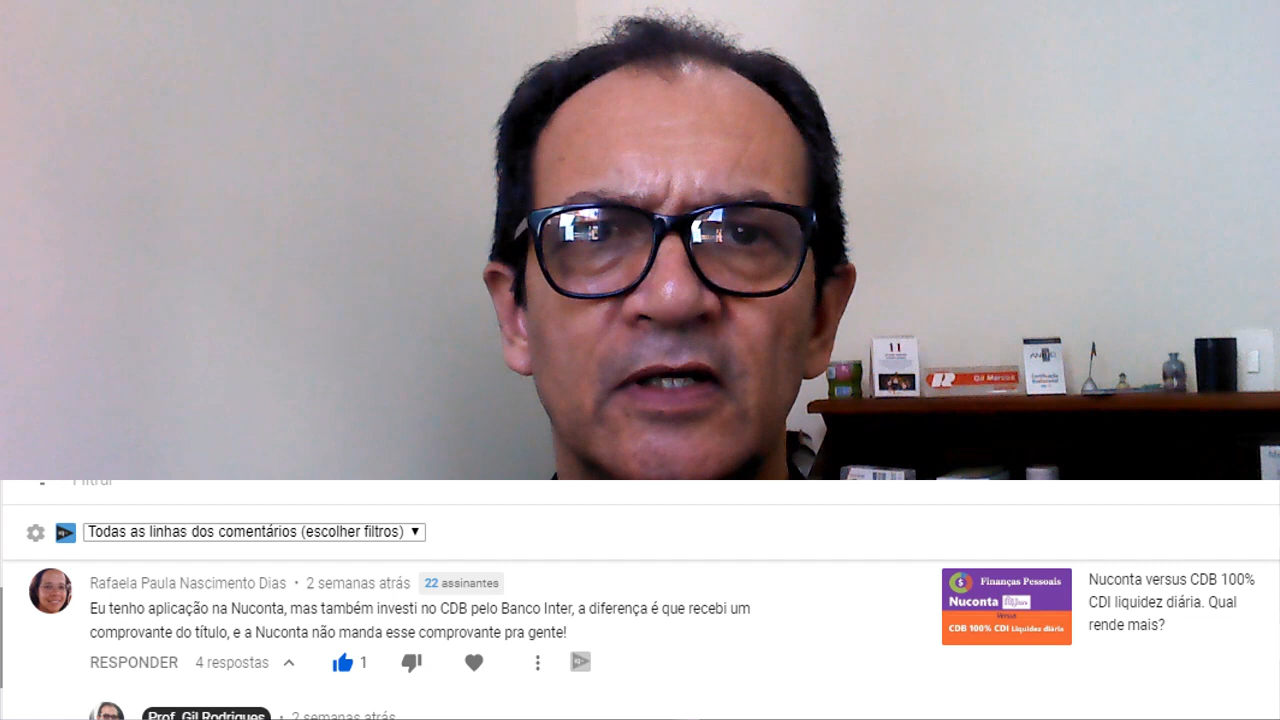 11
Gil Marcos
Filtrar
Todas as linhas dos comentários (escolher filtros) ▼
Rafaela Paula Nascimento Dias • 2 semanas atrás 22 assinantes
Eu tenho aplicação na Nuconta, mas também investi no CDB pelo Banco Inter, a diferença é que recebi um
comprovante do título, e a Nuconta não manda esse comprovante pra gente!
RESPONDER 4 respostas 1
Finanças Pessoais
Nuconta
Versus
CDB 100% CDI Liquidez diária
Nuconta versus CDB 100%
CDI liquidez diária. Qual
rende mais?
Prof. Gil Rodrigues • 2 semanas atrás